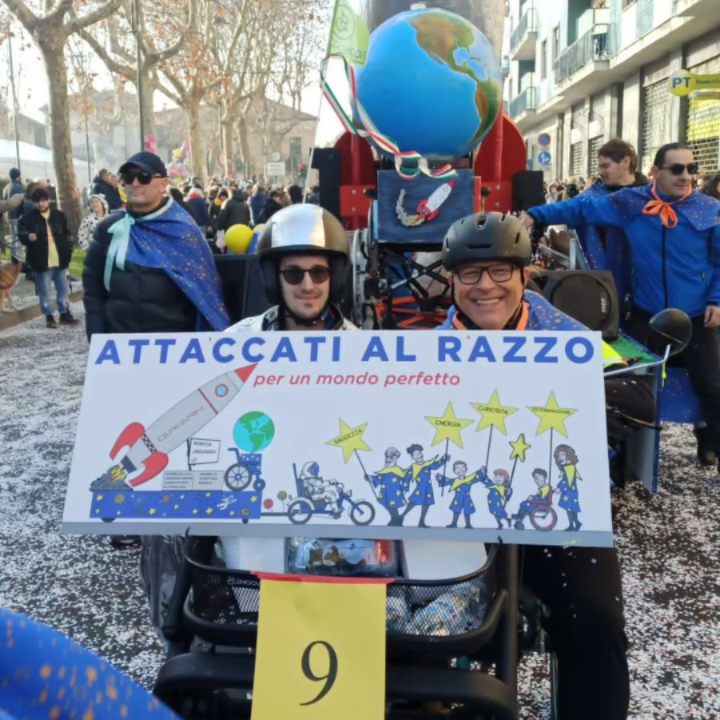 PT
ATTACCATI AL RAZZO
per un mondo perfetto
SAGGEZZA
ENERGIA
CURIOSITÀ
DETERMINAZIONE
9